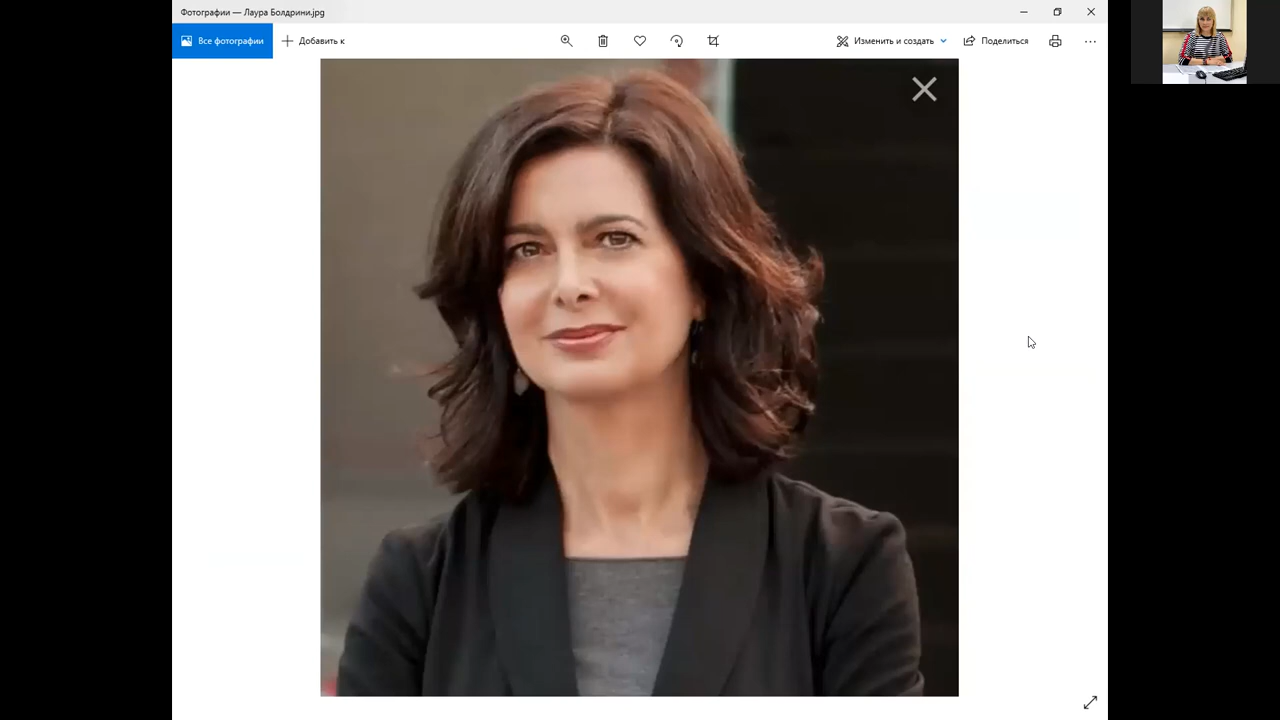 Фотографии — Лаура Болдрини.jpg
Все фотографии
Добавить к
Изменить и создать
Поделиться